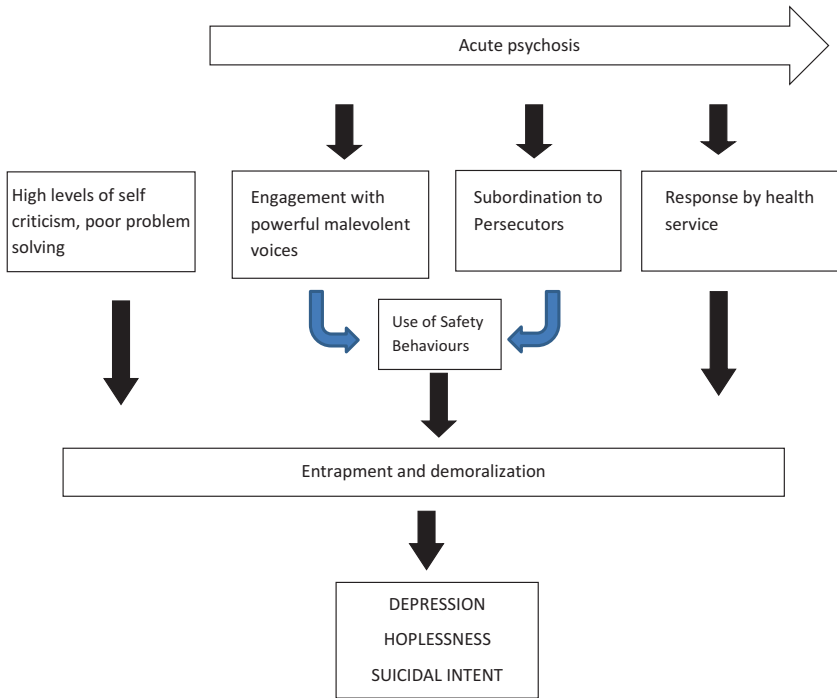 Acute psychosis
High levels of self
criticism, poor problem
solving
Engagement with
powerful malevolent
voices
Subordination to
Persecutors
Response by health
service
Use of Safety
Behaviours
Entrapment and demoralization
DEPRESSION
HOPLESSNESS
SUICIDAL INTENT